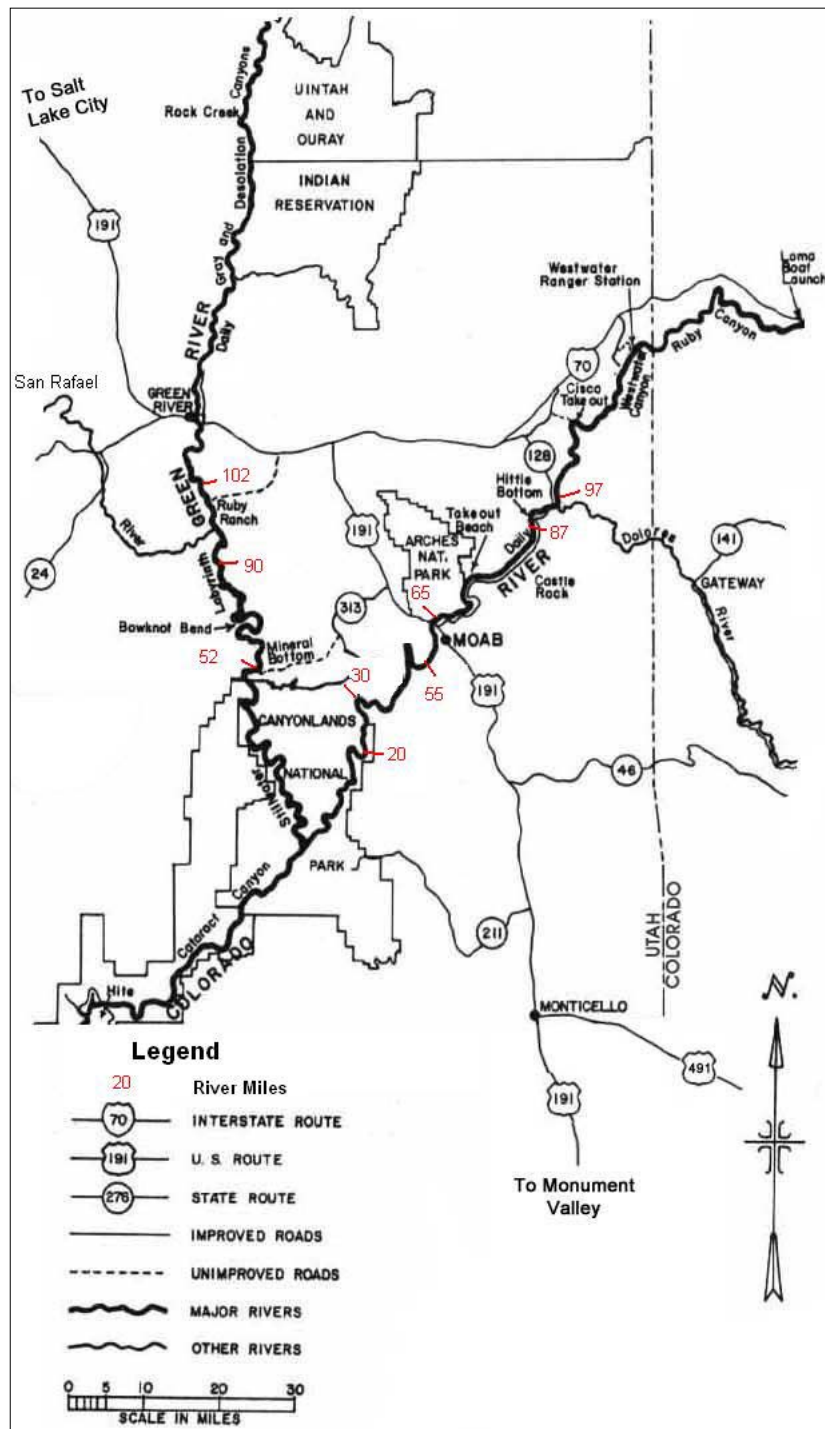 To Salt
Lake City
Rock Creek
Canyons
Desolation
Gray and
UINTAH
AND
OURAY
INDIAN
RESERVATION
191
RIVER
Daily
Westwater
Ranger Station
Loma
Boat
Launch
Ruby Canyon
San Rafael
GREEN
RIVER
70
Cisco
Takeout
Westwater
Canyon
102
GREEN
Ruby
Ranch
River
24
90
Labyrinth
Bowknot Bend
Mineral
Bottom
52
191
313
128
Hittle
Bottom
97
87
Takeout
Beach
ARCHES
NAT.
PARK
Daily
RIVER
Castle
Rock
Dolores
River
141
GATEWAY
65
MOAB
55
30
191
CANYONLANDS
NATIONAL
PARK
20
Stillwater
46
Cataract Canyon
COLORADO
Hite
211
UTAH
COLORADO
MONTICELLO
491
191
N.
To Monument
Valley
Legend
20 River Miles
70 INTERSTATE ROUTE
191 U. S. ROUTE
276 STATE ROUTE
IMPROVED ROADS
UNIMPROVED ROADS
MAJOR RIVERS
OTHER RIVERS
0 5 10 20 30
SCALE IN MILES